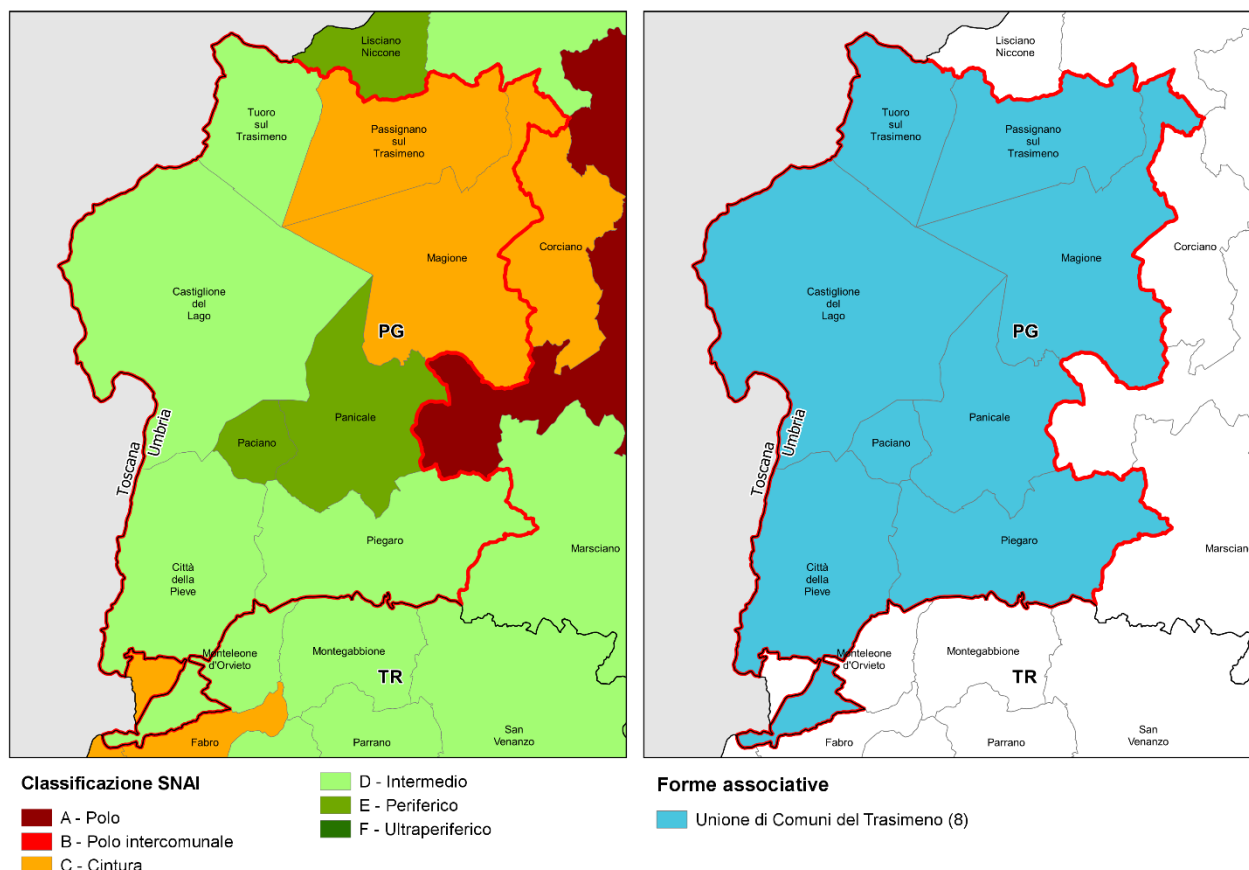 Lisciano
Niccone
Tuoro
sul
Trasimeno
Passignano
sul
Trasimeno
Corciano
Magione
Castiglione
del
Lago
PG
Panicale
Paciano
Toscana
Umbria
Piegaro
Marsciano
Città
della
Pieve
Monteleone
d'Orvieto
Montegabbione
TR
Fabro
Parrano
San
Venanzo
Lisciano
Niccone
Tuoro
sul
Trasimeno
Passignano
sul
Trasimeno
Corciano
Magione
Castiglione
del
Lago
PG
Panicale
Paciano
Toscana
Umbria
Piegaro
Marsciano
Città
della
Pieve
Monteleone
d'Orvieto
Montegabbione
TR
Fabro
Parrano
San
Venanzo
Classificazione SNAI
A - Polo
B - Polo intercomunale
C - Cintura
D - Intermedio
E - Periferico
F - Ultraperiferico
Forme associative
Unione di Comuni del Trasimeno (8)